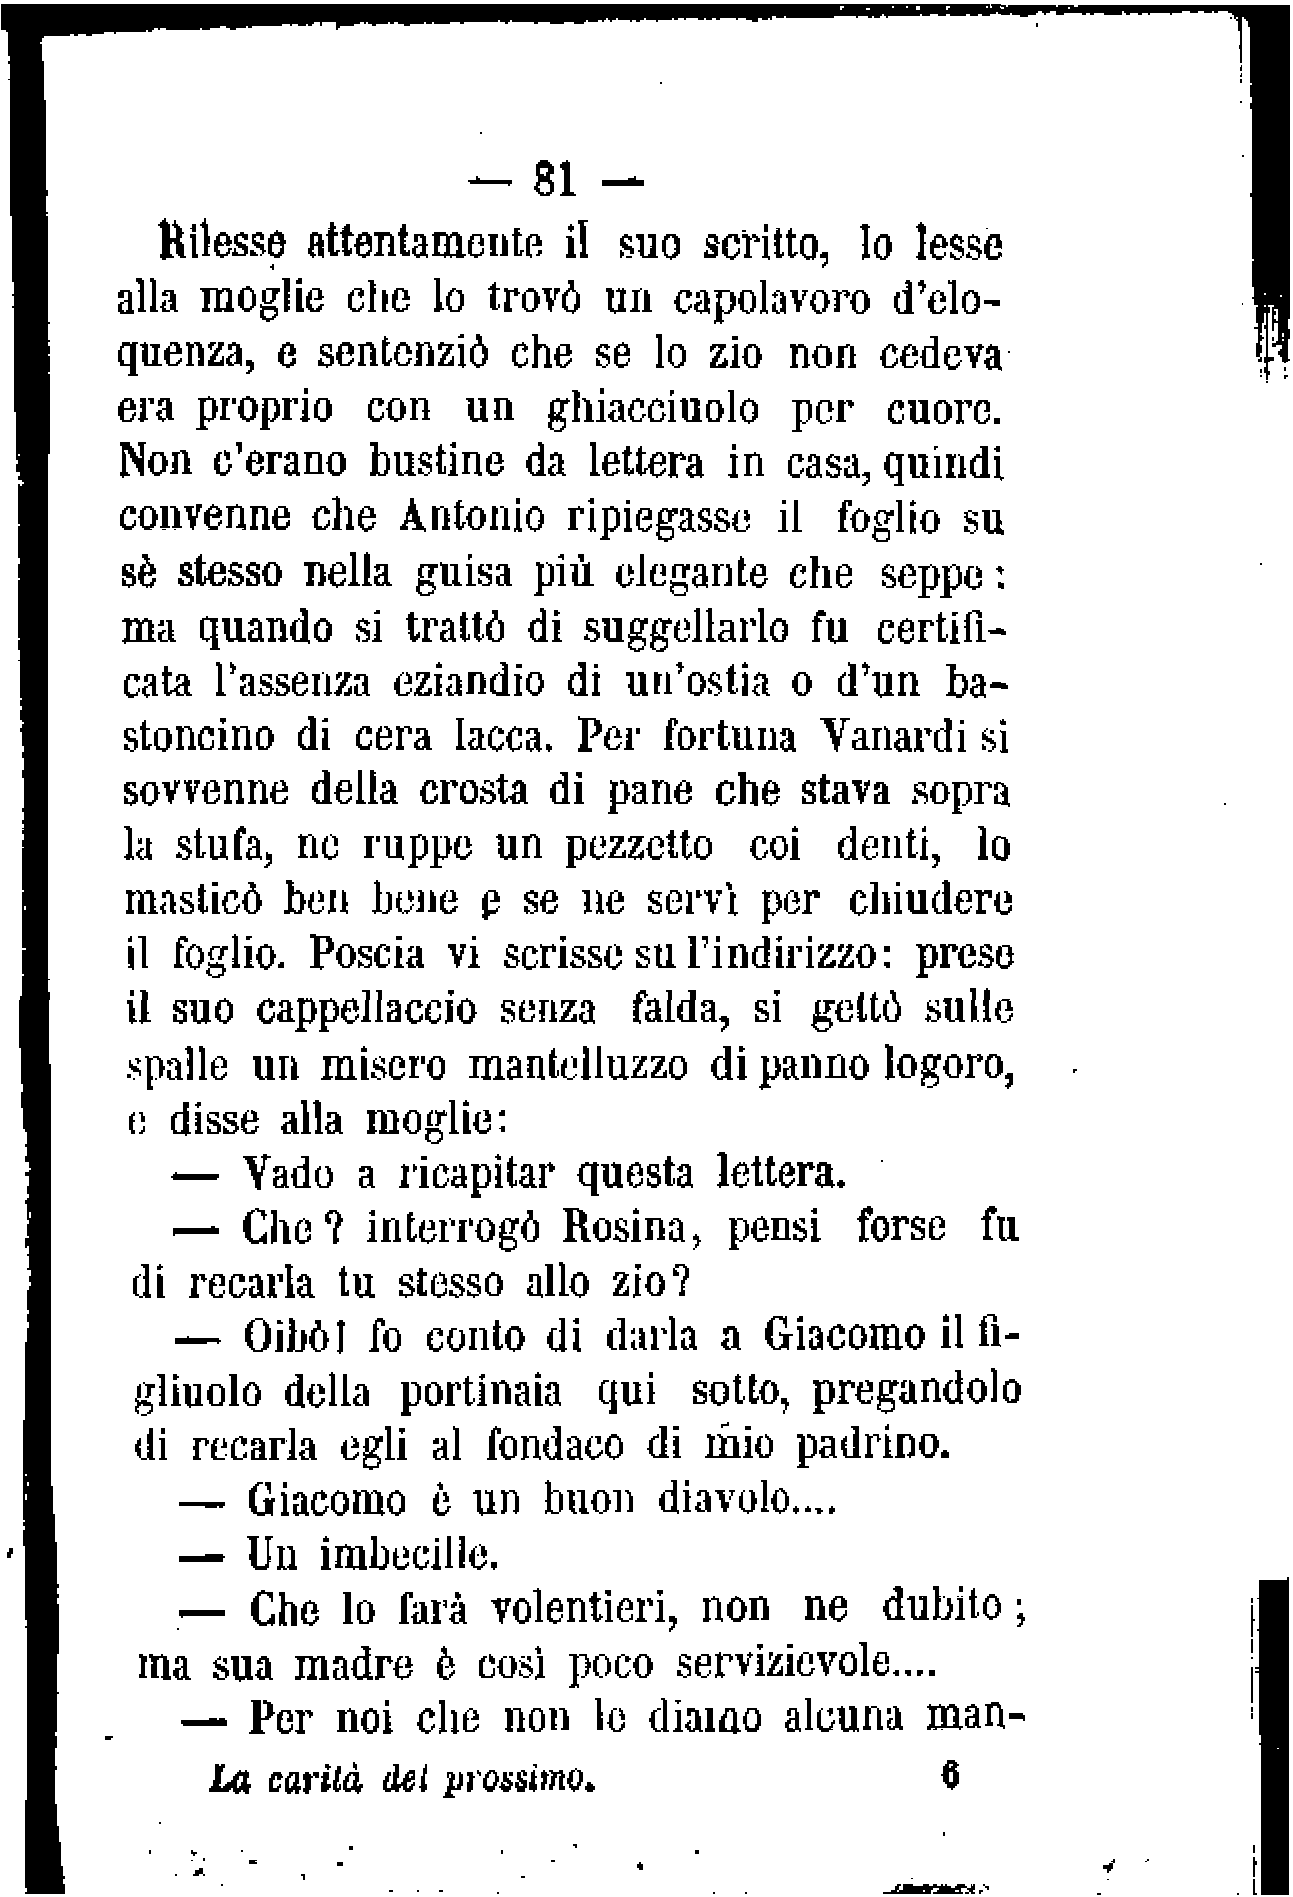 — 81 —
Rilesse attentamente il suo scritto, lo lesse
alla moglie che lo trovò un capolavoro d'elo-
quenza, e sentenziò che se lo zio non cedeva
era proprio con un ghiacciuolo per cuore.
Non c'erano bustine da lettera in casa, quindi
convenne che Antonio ripiegasse il foglio su
sè stesso nella guisa più elegante che seppe:
ma quando si trattò di suggellarlo fu certifi-
cata l'assenza eziandio di un'ostia o d'un ba-
stoncino di cera lacca. Per fortuna Vanardi si
sovvenne della crosta di pane che stava sopra
la stufa, ne ruppe un pezzetto coi denti, lo
masticò ben bene e se ne servì per chiudere
il foglio. Poscia vi scrisse su l'indirizzo: prese
il suo cappellaccio senza falda, si gettò sulle
spalle un misero mantelluzzo di panno logoro,
e disse alla moglie:
— Vado a ricapitar questa lettera.
— Che? interrogò Rosina, pensi forse fu
di recarla tu stesso allo zio?
— Oibò! fo conto di darla a Giacomo il fi-
gliuolo della portinaia qui sotto, pregandolo
di recarla egli al fondaco di mio padrino.
— Giacomo è un buon diavolo....
— Un imbecille.
— Che lo farà volentieri, non ne dubito;
ma sua madre è così poco servizievole....
— Per noi che non le diamo alcuna man-
La carità del prossimo. 6